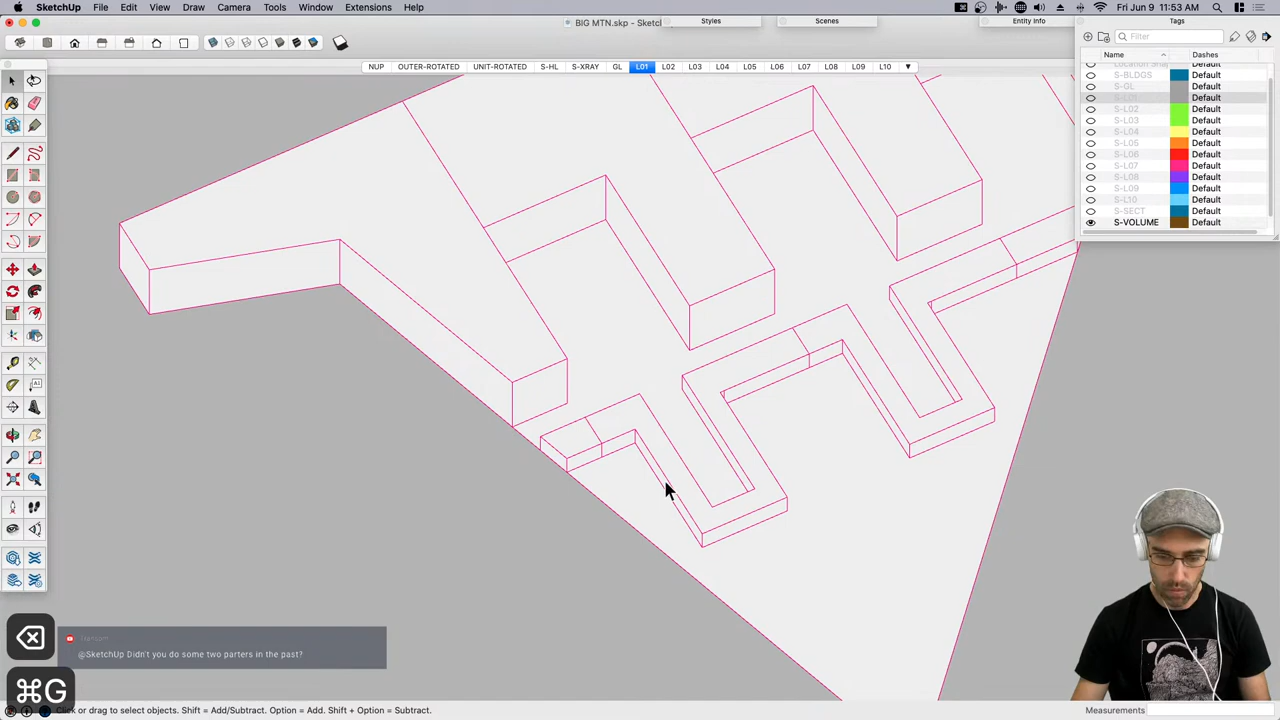 SketchUp File Edit View Draw Camera Tools Window Extensions Help
Fri Jun 9 11:53 AM
BIG MTN.skp - Sketch
Styles
Scenes
Entity Info
Tags
Filter
NUP OUTER-ROTATED UNIT-ROTATED S-HL S-XRAY GL L01 L02 L03 L04 L05 L06 L07 L08 L09 L10
Name Dashes
Default
S-BLDGS Default
S-GL Default
S-L01 Default
S-L02 Default
S-L03 Default
S-L04 Default
S-L05 Default
S-L06 Default
S-L07 Default
S-L08 Default
S-L09 Default
S-L10 Default
S-SECT Default
S-VOLUME Default
@SketchUp Didn't you do some two parters in the past?
⌘G
Click or drag to select objects. Shift = Add/Subtract. Option = Add. Shift + Option = Subtract.
Measurements